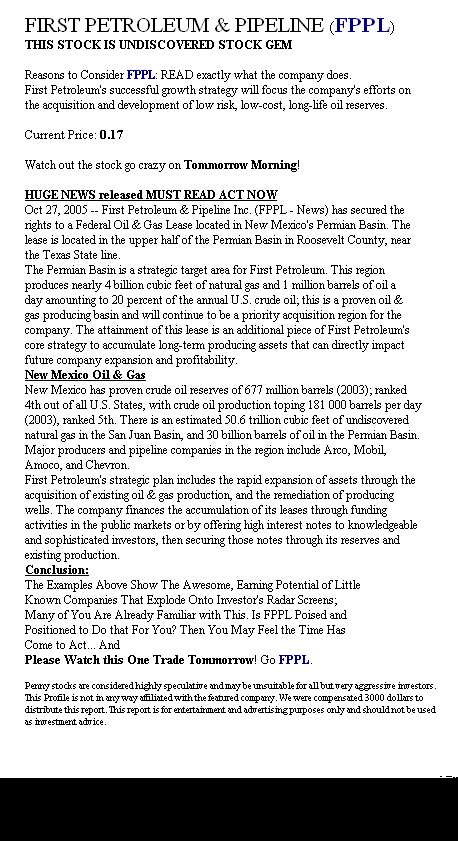 FIRST PETROLEUM & PIPELINE (FPPL)
THIS STOCK IS UNDISCOVERED STOCK GEM
Reasons to Consider FPPL: READ exactly what the company does.
First Petroleum's successful growth strategy will focus the company's efforts on
the acquisition and development of low risk, low-cost, long-life oil reserves.
Current Price: 0.17
Watch out the stock go crazy on Tommorrow Morning!
HUGE NEWS released MUST READ ACT NOW
Oct 27, 2005 -- First Petroleum & Pipeline Inc. (FPPL - News) has secured the
rights to a Federal Oil & Gas Lease located in New Mexico's Permian Basin. The
lease is located in the upper half of the Permian Basin in Roosevelt County, near
the Texas State line.
The Permian Basin is a strategic target area for First Petroleum. This region
produces nearly 4 billion cubic feet of natural gas and 1 million barrels of oil a
day amounting to 20 percent of the annual U.S. crude oil; this is a proven oil &
gas producing basin and will continue to be a priority acquisition region for the
company. The attainment of this lease is an additional piece of First Petroleum's
core strategy to accumulate long-term producing assets that can directly impact
future company expansion and profitability.
New Mexico Oil & Gas
New Mexico has proven crude oil reserves of 677 million barrels (2003); ranked
4th out of all U.S. States, with crude oil production toping 181 000 barrels per day
(2003), ranked 5th. There is an estimated 50.6 trillion cubic feet of undiscovered
natural gas in the San Juan Basin, and 30 billion barrels of oil in the Permian Basin.
Major producers and pipeline companies in the region include Arco, Mobil,
Amoco, and Chevron.
First Petroleum's strategic plan includes the rapid expansion of assets through the
acquisition of existing oil & gas production, and the remediation of producing
wells. The company finances the accumulation of its leases through funding
activities in the public markets or by offering high interest notes to knowledgeable
and sophisticated investors, then securing those notes through its reserves and
existing production.
Conclusion:
The Examples Above Show The Awesome, Earning Potential of Little
Known Companies That Explode Onto Investor's Radar Screens;
Many of You Are Already Familiar with This. Is FPPL Poised and
Positioned to Do that For You? Then You May Feel the Time Has
Come to Act... And
Please Watch this One Trade Tommorrow! Go FPPL.
Penny stocks are considered highly speculative and may be unsuitable for all but very aggressive investors.
This Profile is not in any way affiliated with the featured company. We were compensated 3000 dollars to
distribute this report. This report is for entertainment and advertising purposes only and should not be used
as investment advice.